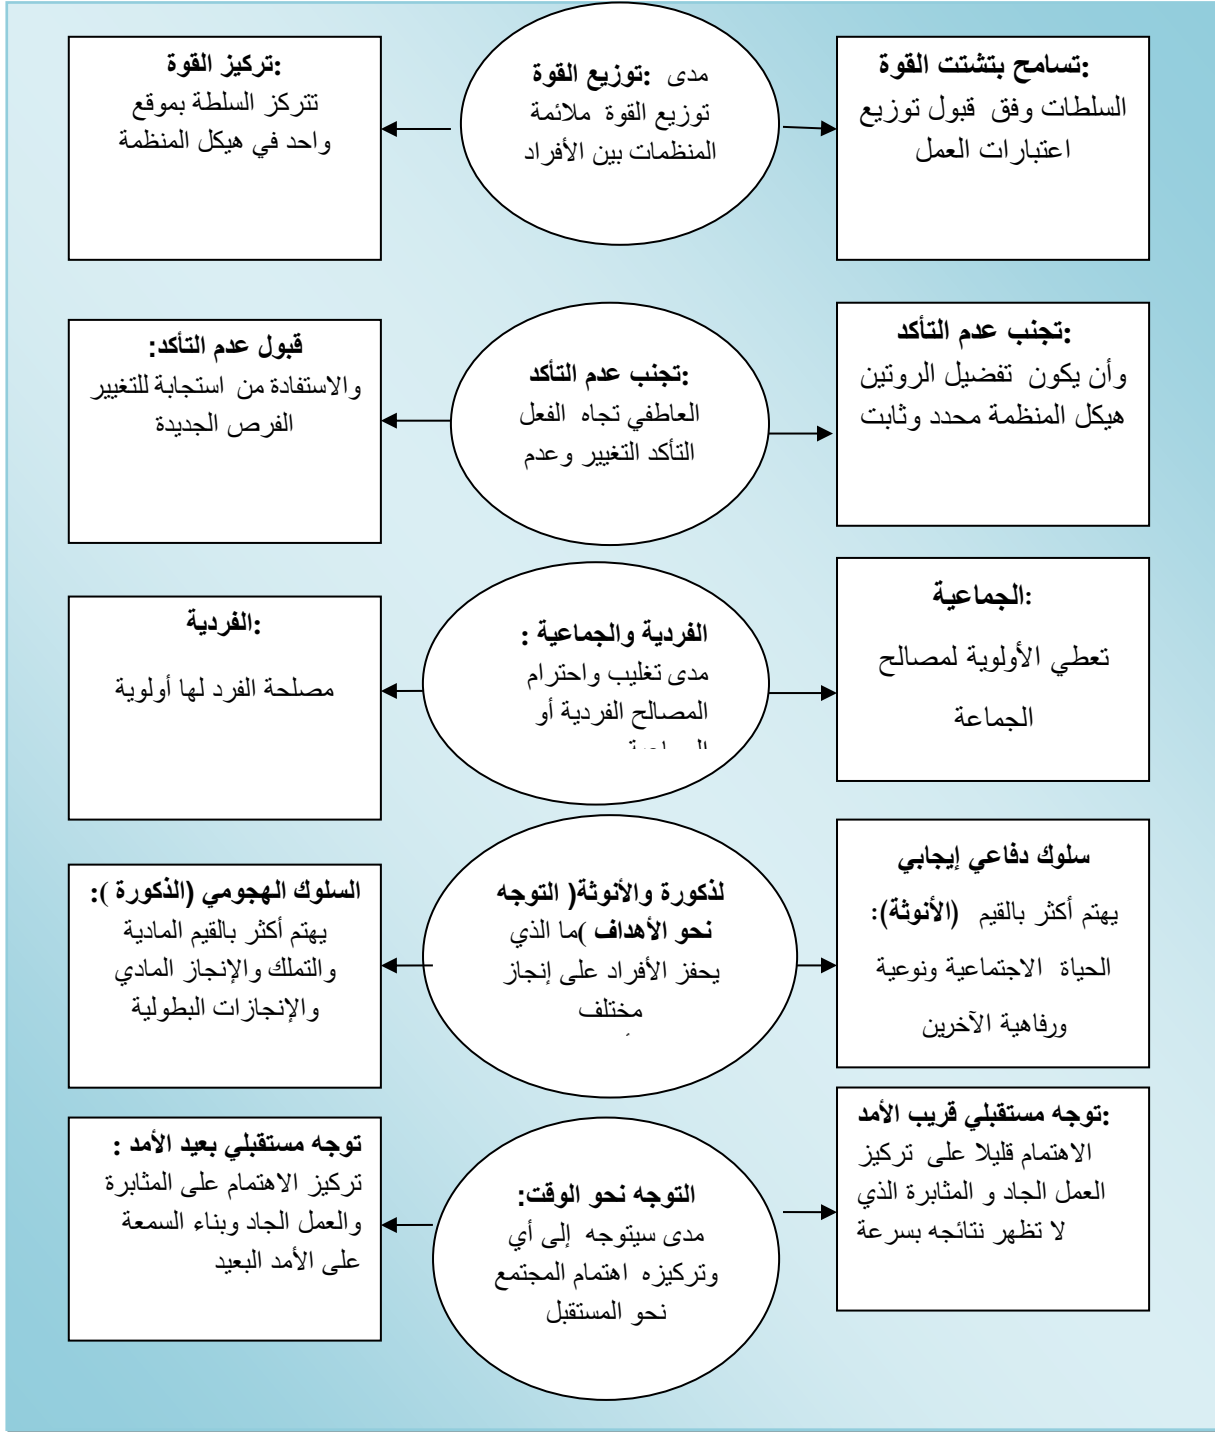 تسامح بتشتت القوة:
السلطات وفق قبول توزيع
اعتبارات العمل
مدى توزيع القوة:
توزيع القوة ملائمة
المنظمات بين الأفراد
تركيز القوة:
تتركز السلطة بموقع
واحد في هيكل المنظمة
تجنب عدم التأكد:
وأن يكون تفضيل الروتين
هيكل المنظمة محدد وثابت
تجنب عدم التأكد:
العاطفي تجاه الفعل
التأكد التغيير وعدم
قبول عدم التأكد:
والاستفادة من استجابة للتغيير
الفرص الجديدة
الجماعية:
تعطي الأولوية لمصالح
الجماعة
الفردية والجماعية :
مدى تغليب واحترام
المصالح الفردية أو
الفردية:
مصلحة الفرد لها أولوية
سلوك دفاعي إيجابي
يهتم أكثر بالقيم (الأنوثة):
الحياة الاجتماعية ونوعية
ورفاهية الآخرين
لذكورة والأنوثة( التوجه
نحو الأهداف )ما الذي
يحفز الأفراد على إنجاز
مختلف
السلوك الهجومي (الذكورة ):
يهتم أكثر بالقيم المادية
والتملك والإنجاز المادي
والإنجازات البطولية
توجه مستقبلي قريب الأمد:
الاهتمام قليلا على تركيز
العمل الجاد و المثابرة الذي
لا تظهر نتائجه بسرعة
التوجه نحو الوقت:
مدى سيتوجه إلى أي
وتركيزه اهتمام المجتمع
نحو المستقبل
توجه مستقبلي بعيد الأمد :
تركيز الاهتمام على المثابرة
والعمل الجاد وبناء السمعة
على الأمد البعيد